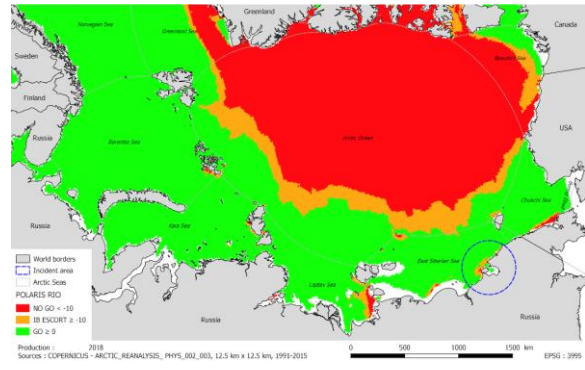 Greenland
Canada
Norwegian Sea
Greenland Sea
Beaufort Sea
Sweden
Finland
Russia
Barents Sea
Arctic Ocean
USA
Chukchi Sea
Kara Sea
East Siberian Sea
Russia
Laptev Sea
Russia
Russia
World borders
Incident area
Arctic Seas
POLARIS RIO
NO GO < -10
IB ESCORT ≥ -10
GO ≥ 0
Production : 2018
Sources : COPERNICUS - ARCTIC_REANALYSIS_ PHYS_002_003, 12.5 km x 12.5 km, 1991-2015
0 500 1000 1500 km
EPSG : 3995